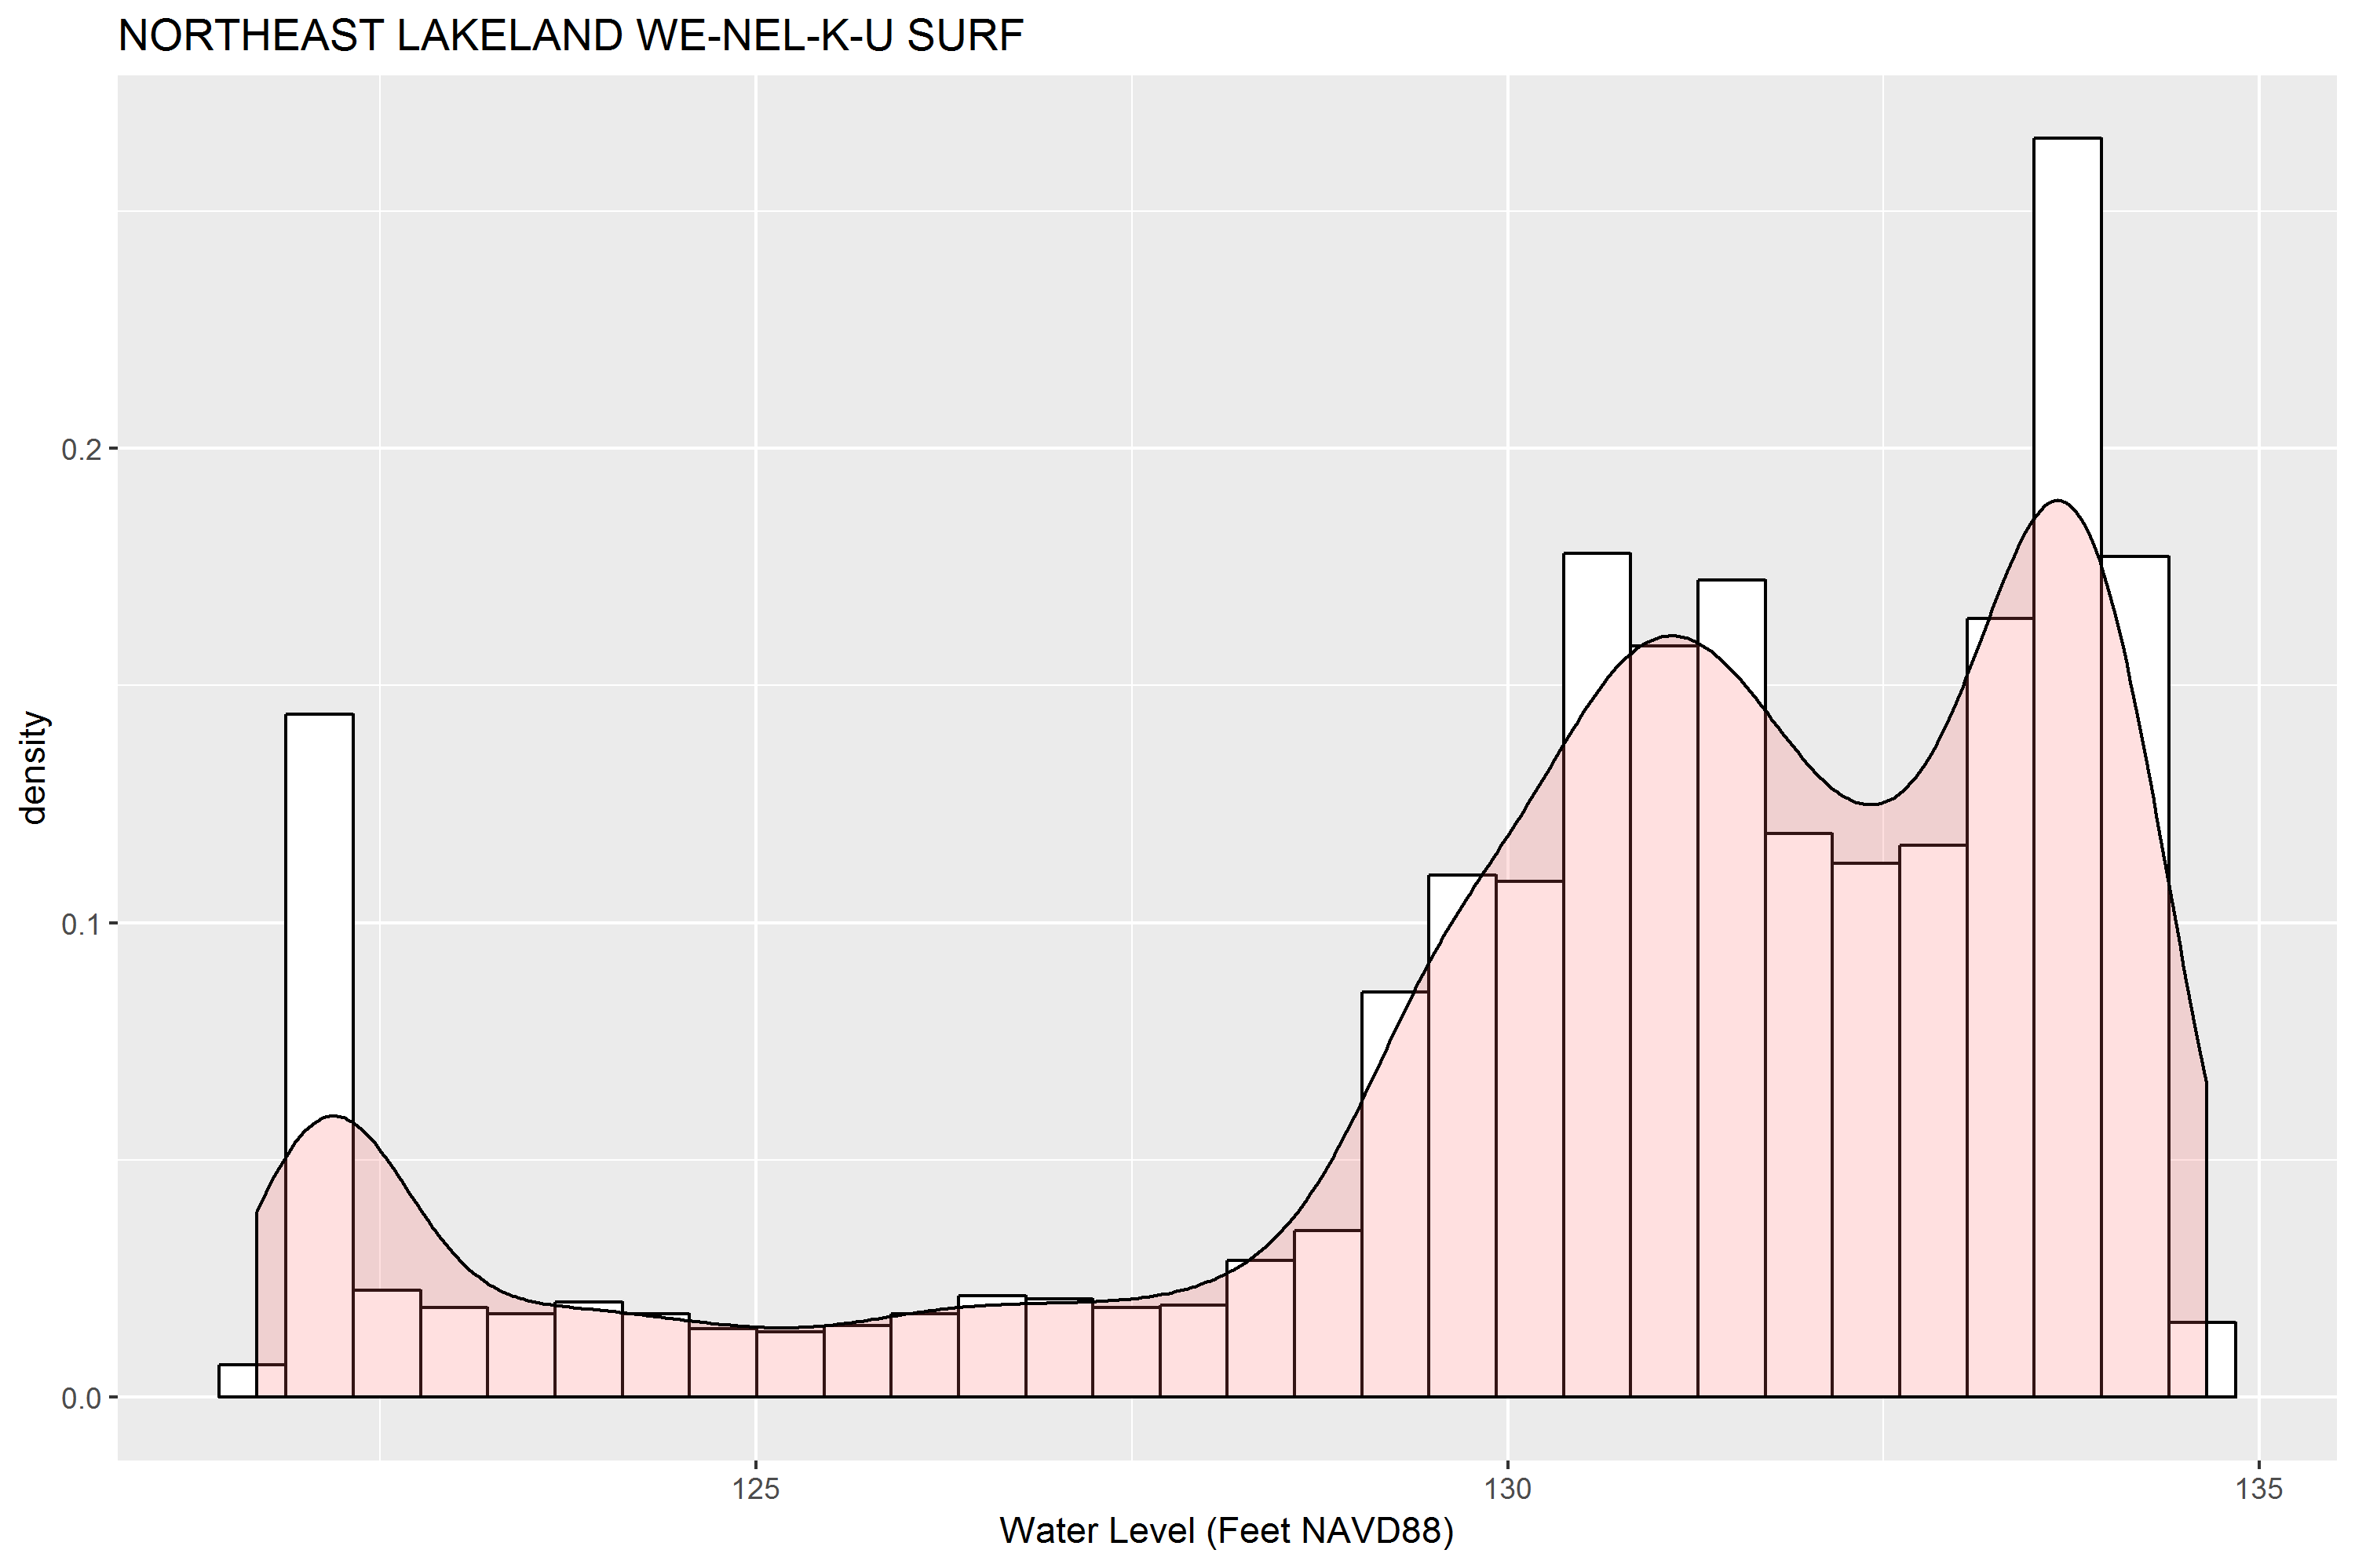 NORTHEAST LAKELAND WE-NEL-K-U SURF
density
0.2
0.1
0.0
125 130 135
Water Level (Feet NAVD88)